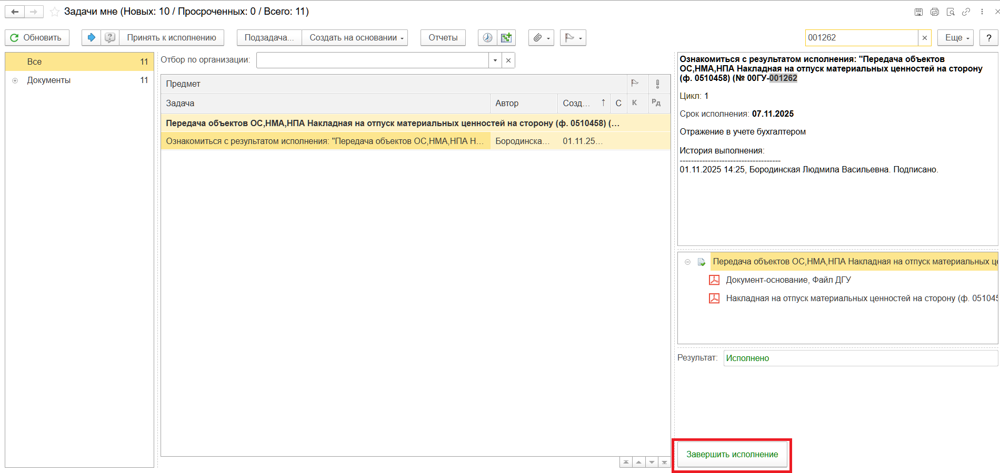 Задачи мне (Новых: 10 / Просроченных: 0 / Всего: 11)
Обновить
Принять к исполнению
Подзадача...
Создать на основании
Отчеты
001262
Еще
?
Все 11
Документы 11
Отбор по организации:
Предмет
Задача Автор Созд... ↑ С К Рд
Передача объектов ОС,НМА,НПА Накладная на отпуск материальных ценностей на сторону (ф. 0510458) (...
Ознакомиться с результатом исполнения: "Передача объектов ОС,НМА,НПА Н... Бородинска... 01.11.25...
Ознакомиться с результатом исполнения: "Передача объектов
ОС,НМА,НПА Накладная на отпуск материальных ценностей на сторону
(ф. 0510458) (№ 00ГУ-001262
Цикл: 1
Срок исполнения: 07.11.2025
Отражение в учете бухгалтером
История выполнения:
------------------------------------
01.11.2025 14:25, Бородинская Людмила Васильевна. Подписано.
Передача объектов ОС,НМА,НПА Накладная на отпуск материальных це
Документ-основание, Файл ДГУ
Накладная на отпуск материальных ценностей на сторону (ф. 051045
Результат: Исполнено
Завершить исполнение